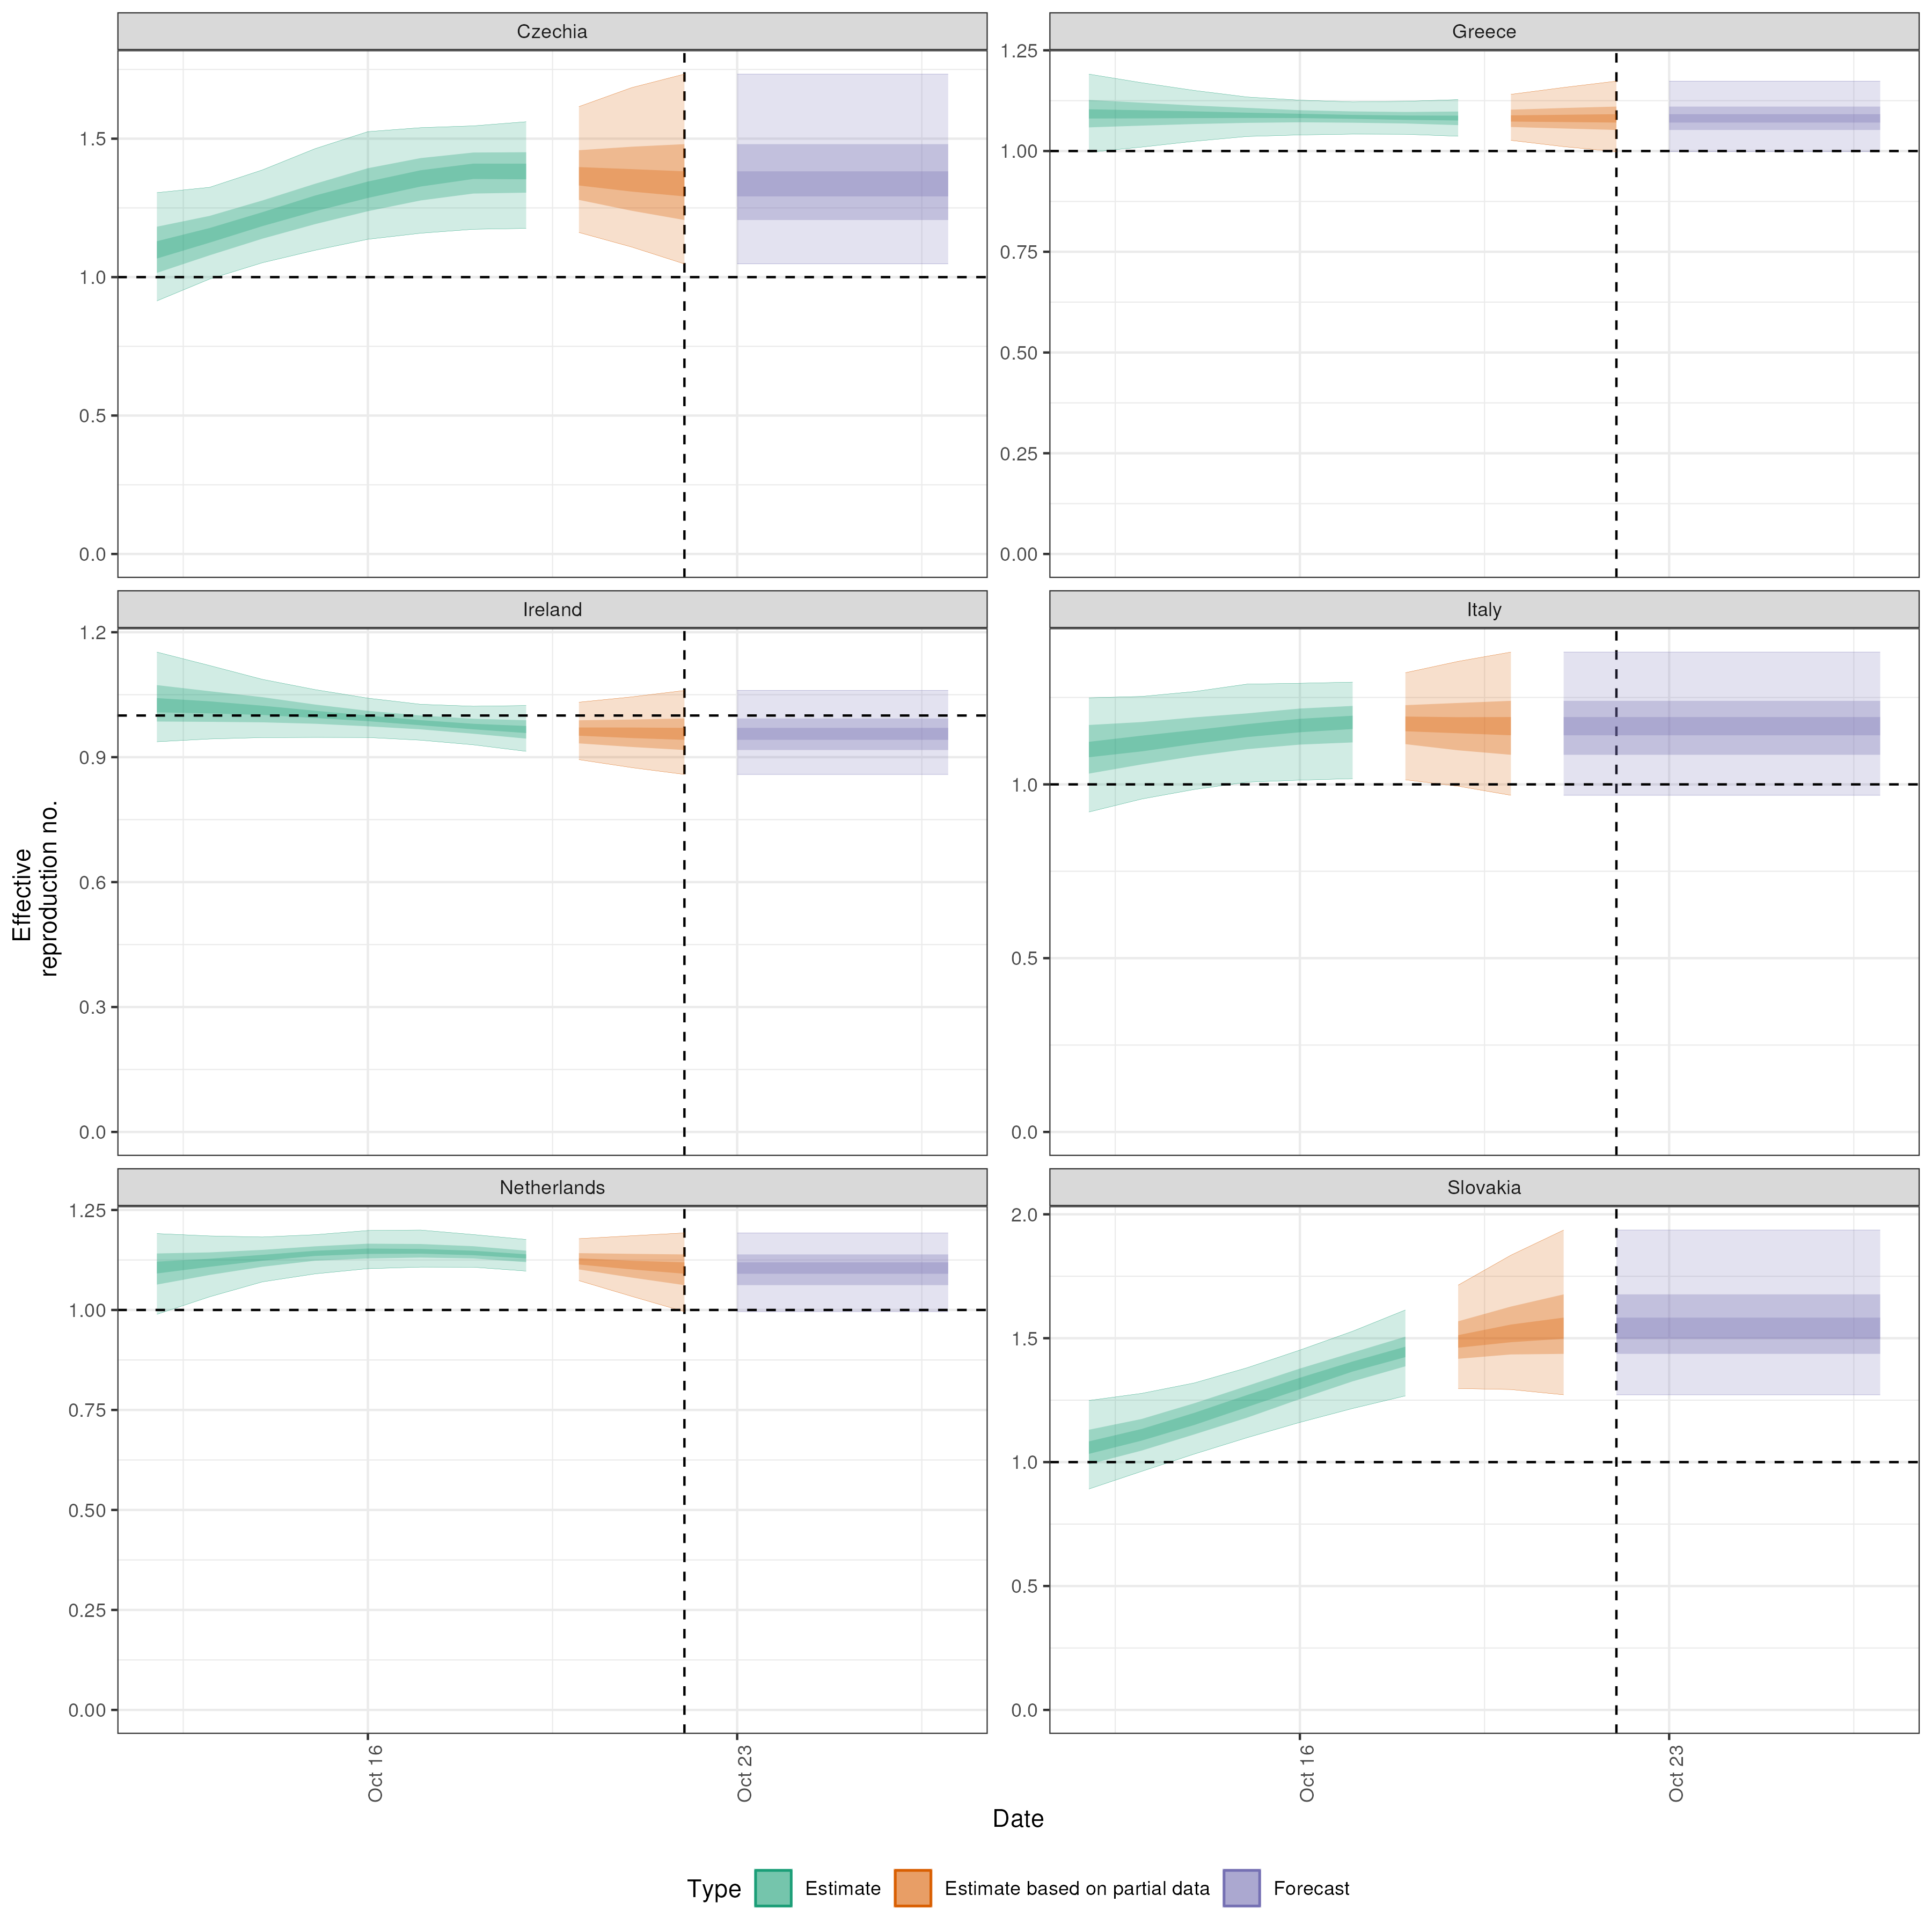 Czechia
Greece
1.5
1.0
0.5
0.0
1.25
1.00
0.75
0.50
0.25
0.00
Ireland
Italy
1.2
0.9
0.6
0.3
0.0
1.0
0.5
0.0
Effective
reproduction no.
Netherlands
Slovakia
1.25
1.00
0.75
0.50
0.25
0.00
2.0
1.5
1.0
0.5
0.0
Oct 16
Oct 23
Oct 16
Oct 23
Date
Type Estimate Estimate based on partial data Forecast